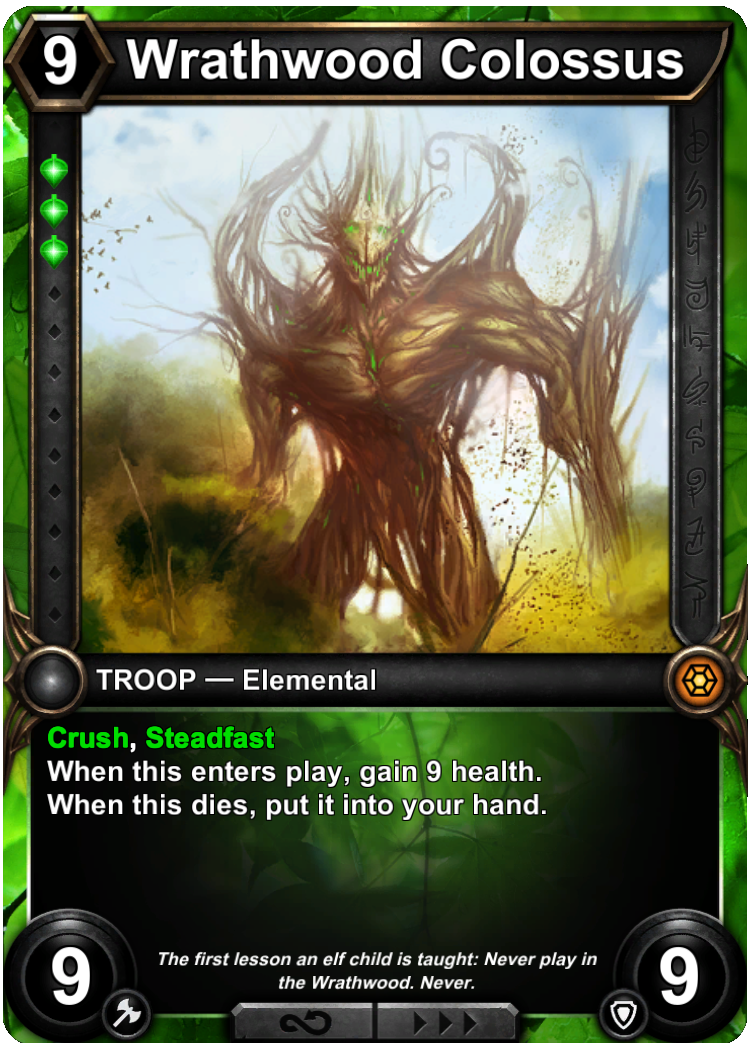 9 Wrathwood Colossus
TROOP — Elemental
Crush, Steadfast
When this enters play, gain 9 health.
When this dies, put it into your hand.
The first lesson an elf child is taught: Never play in
the Wrathwood. Never.
9 9